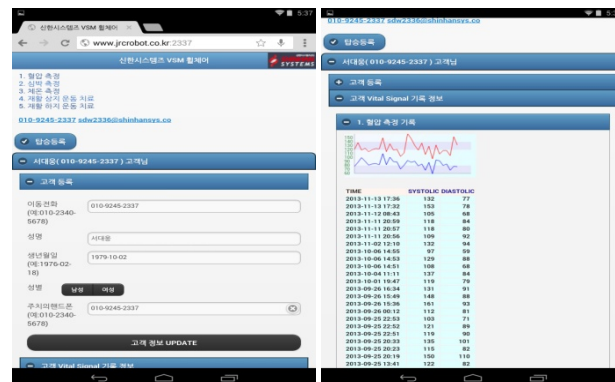 5:37
신한시스템즈 VSM 휠체어
www.jrcrobot.co.kr:2337
신한시스템즈 VSM 휠체어
SYSTEMS
1. 혈압 측정
2. 심박 측정
3. 체온 측정
4. 재활 상지 운동 치료
5. 재활 하지 운동 치료
010-9245-2337 sdw2336@shinhansys.co
탑승등록
서대웅( 010-9245-2337 ) 고객님
고객 등록
이동전화
(예:010-2340-
5678)
010-9245-2337
성명
서대웅
생년월일
(예:1976-02-
18)
1979-10-02
성별
남성 여성
주치의핸드폰
(예:010-2340-
5678)
010-9245-2337
고객 정보 UPDATE
고객 Vital Signal 기록 정보
010-9245-2337 sdw2336@shinhansys.co
탑승등록
서대웅( 010-9245-2337 ) 고객님
고객 등록
고객 Vital Signal 기록 정보
1. 혈압 측정 기록
TIME SYSTOLIC DIASTOLIC
2013-11-13 17:36 132 77
2013-11-13 17:32 153 78
2013-11-12 08:43 105 68
2013-11-11 20:59 118 84
2013-11-11 20:57 118 80
2013-11-11 20:56 109 92
2013-11-02 12:10 132 94
2013-10-06 14:55 97 59
2013-10-06 14:53 129 88
2013-10-06 14:51 108 68
2013-10-04 11:11 137 84
2013-10-01 19:47 119 79
2013-09-26 16:34 131 91
2013-09-26 15:49 148 88
2013-09-26 15:36 161 93
2013-09-26 00:12 112 81
2013-09-25 22:53 103 71
2013-09-25 22:52 121 89
2013-09-25 22:51 119 90
2013-09-25 20:33 135 101
2013-09-25 20:23 115 82
2013-09-25 20:19 150 110
2013-09-25 13:41 122 82